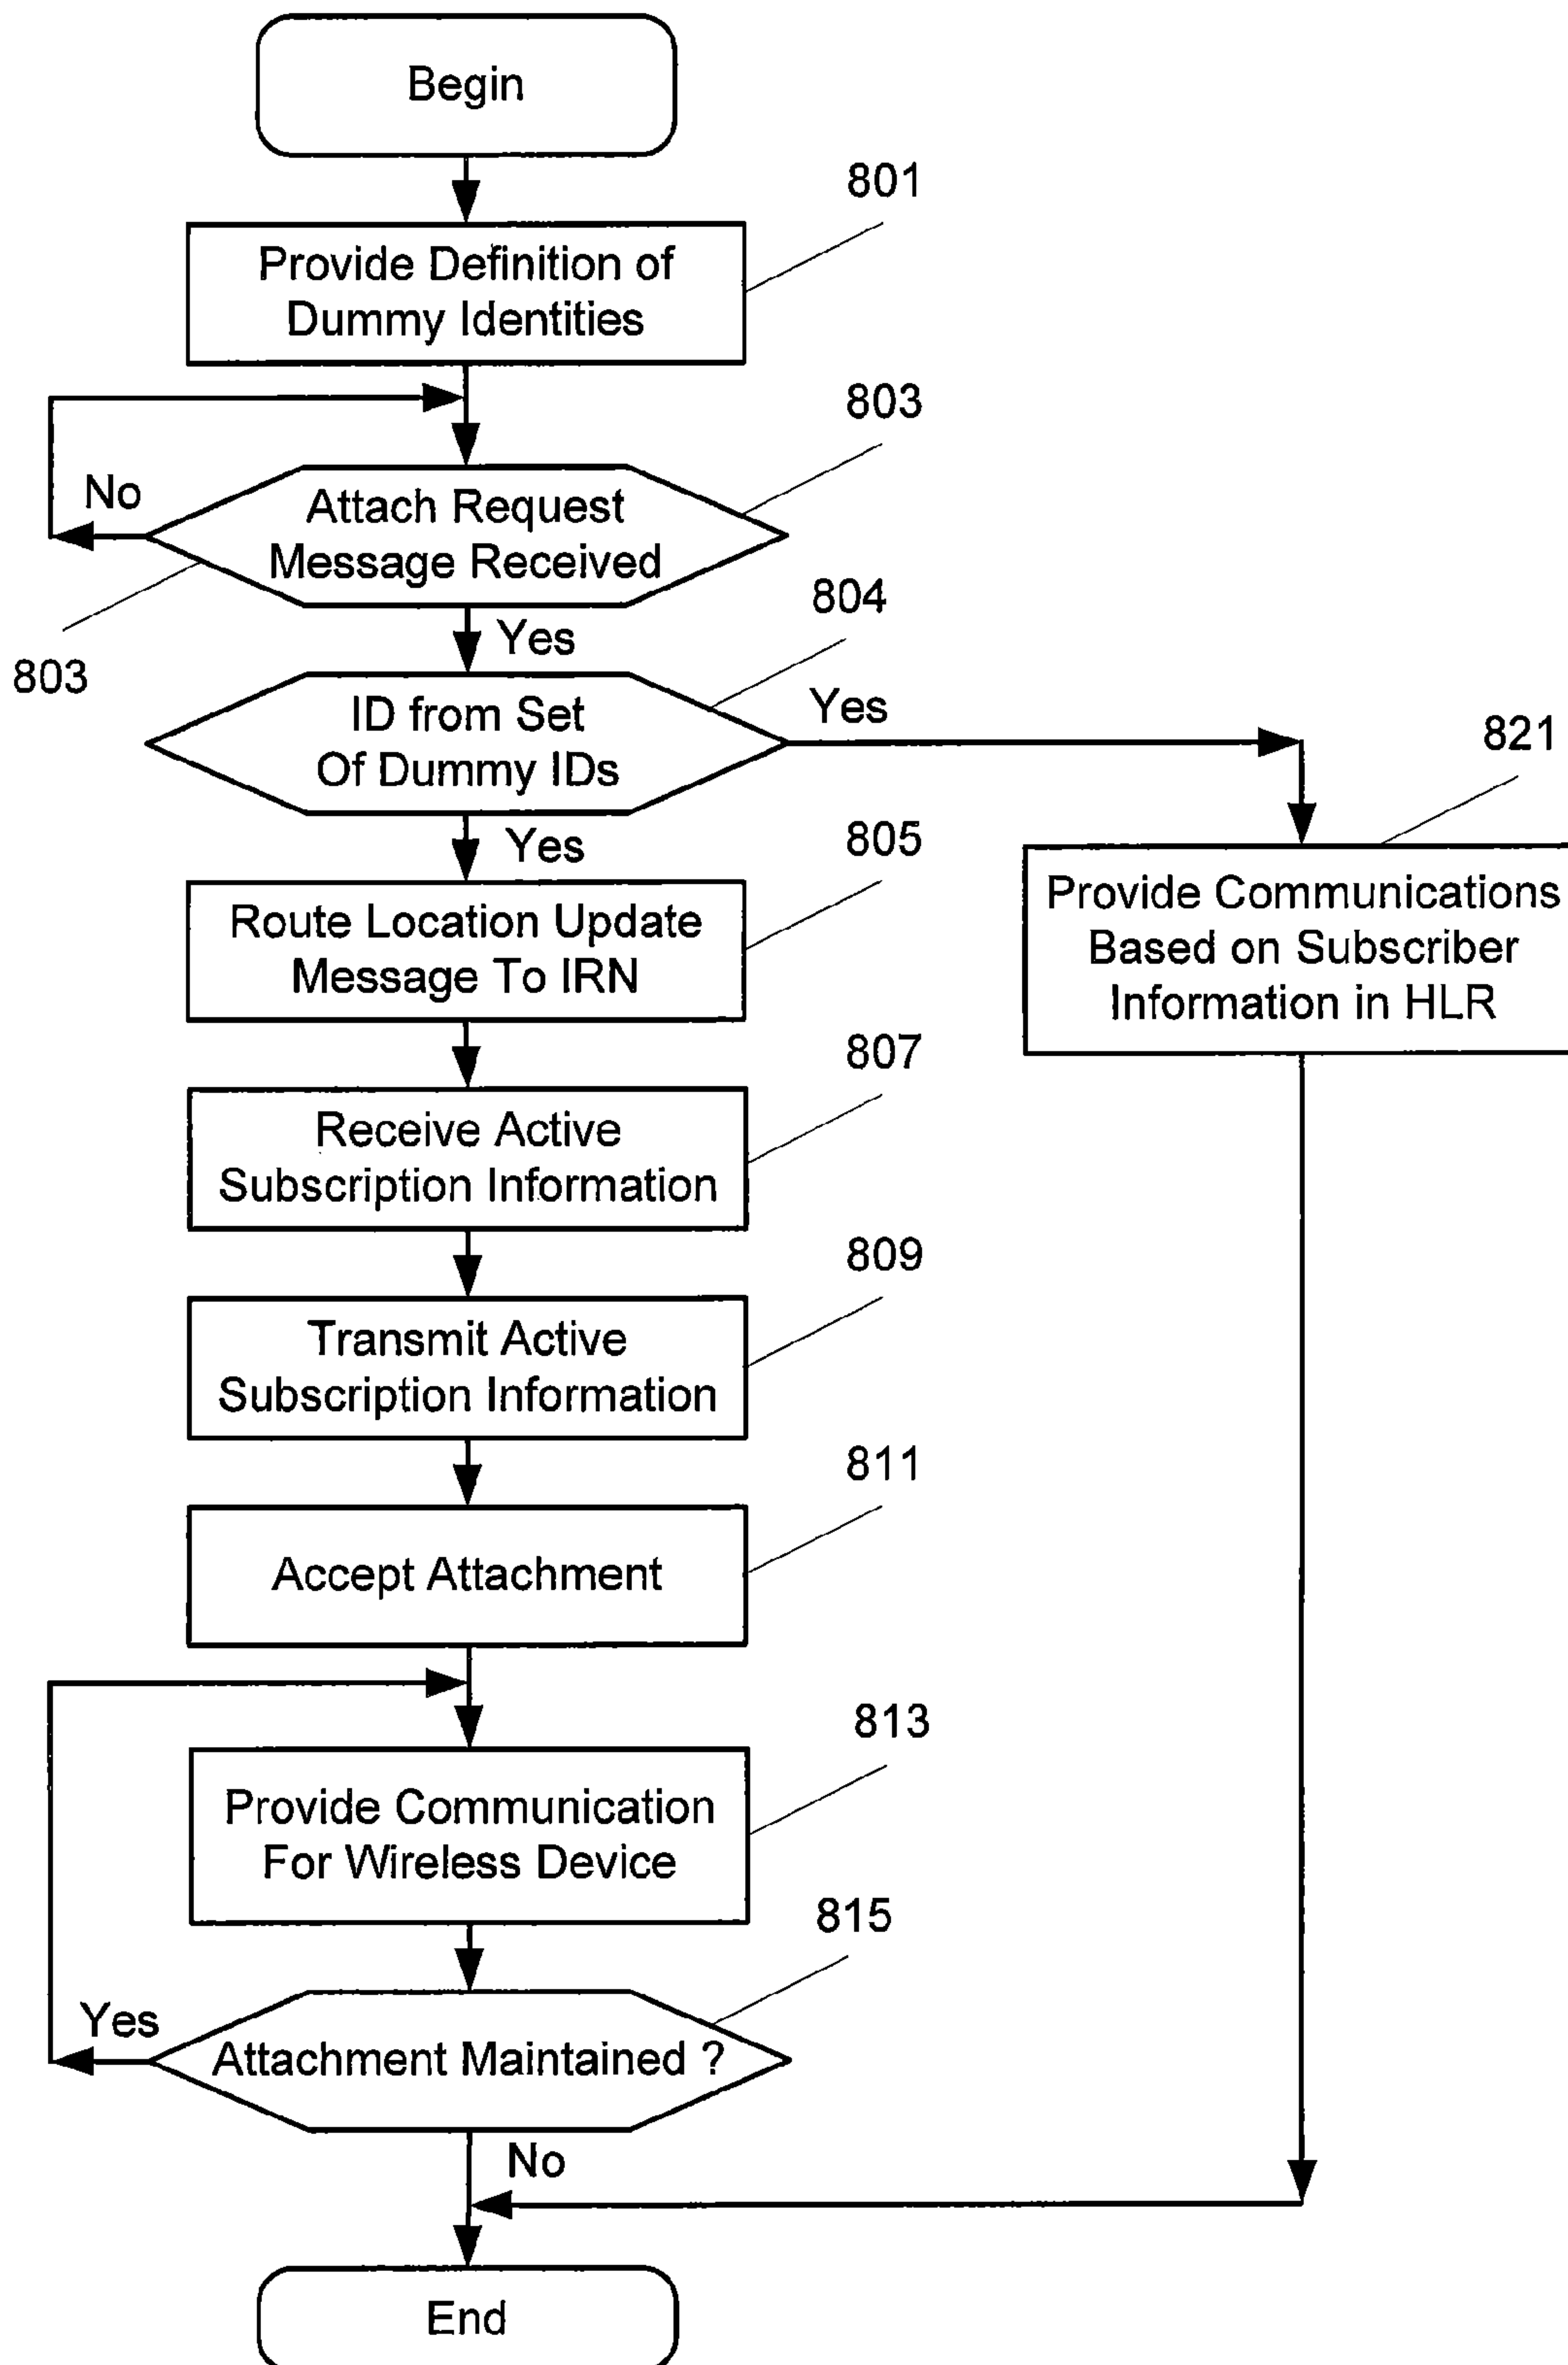 Begin
801
Provide Definition of
Dummy Identities
803
No
Attach Request
Message Received
804
Yes
803
ID from Set
Of Dummy IDs
Yes
821
Yes
805
Route Location Update
Message To IRN
Provide Communications
Based on Subscriber
Information in HLR
807
Receive Active
Subscription Information
809
Transmit Active
Subscription Information
811
Accept Attachment
813
Provide Communication
For Wireless Device
815
Yes
Attachment Maintained ?
No
End